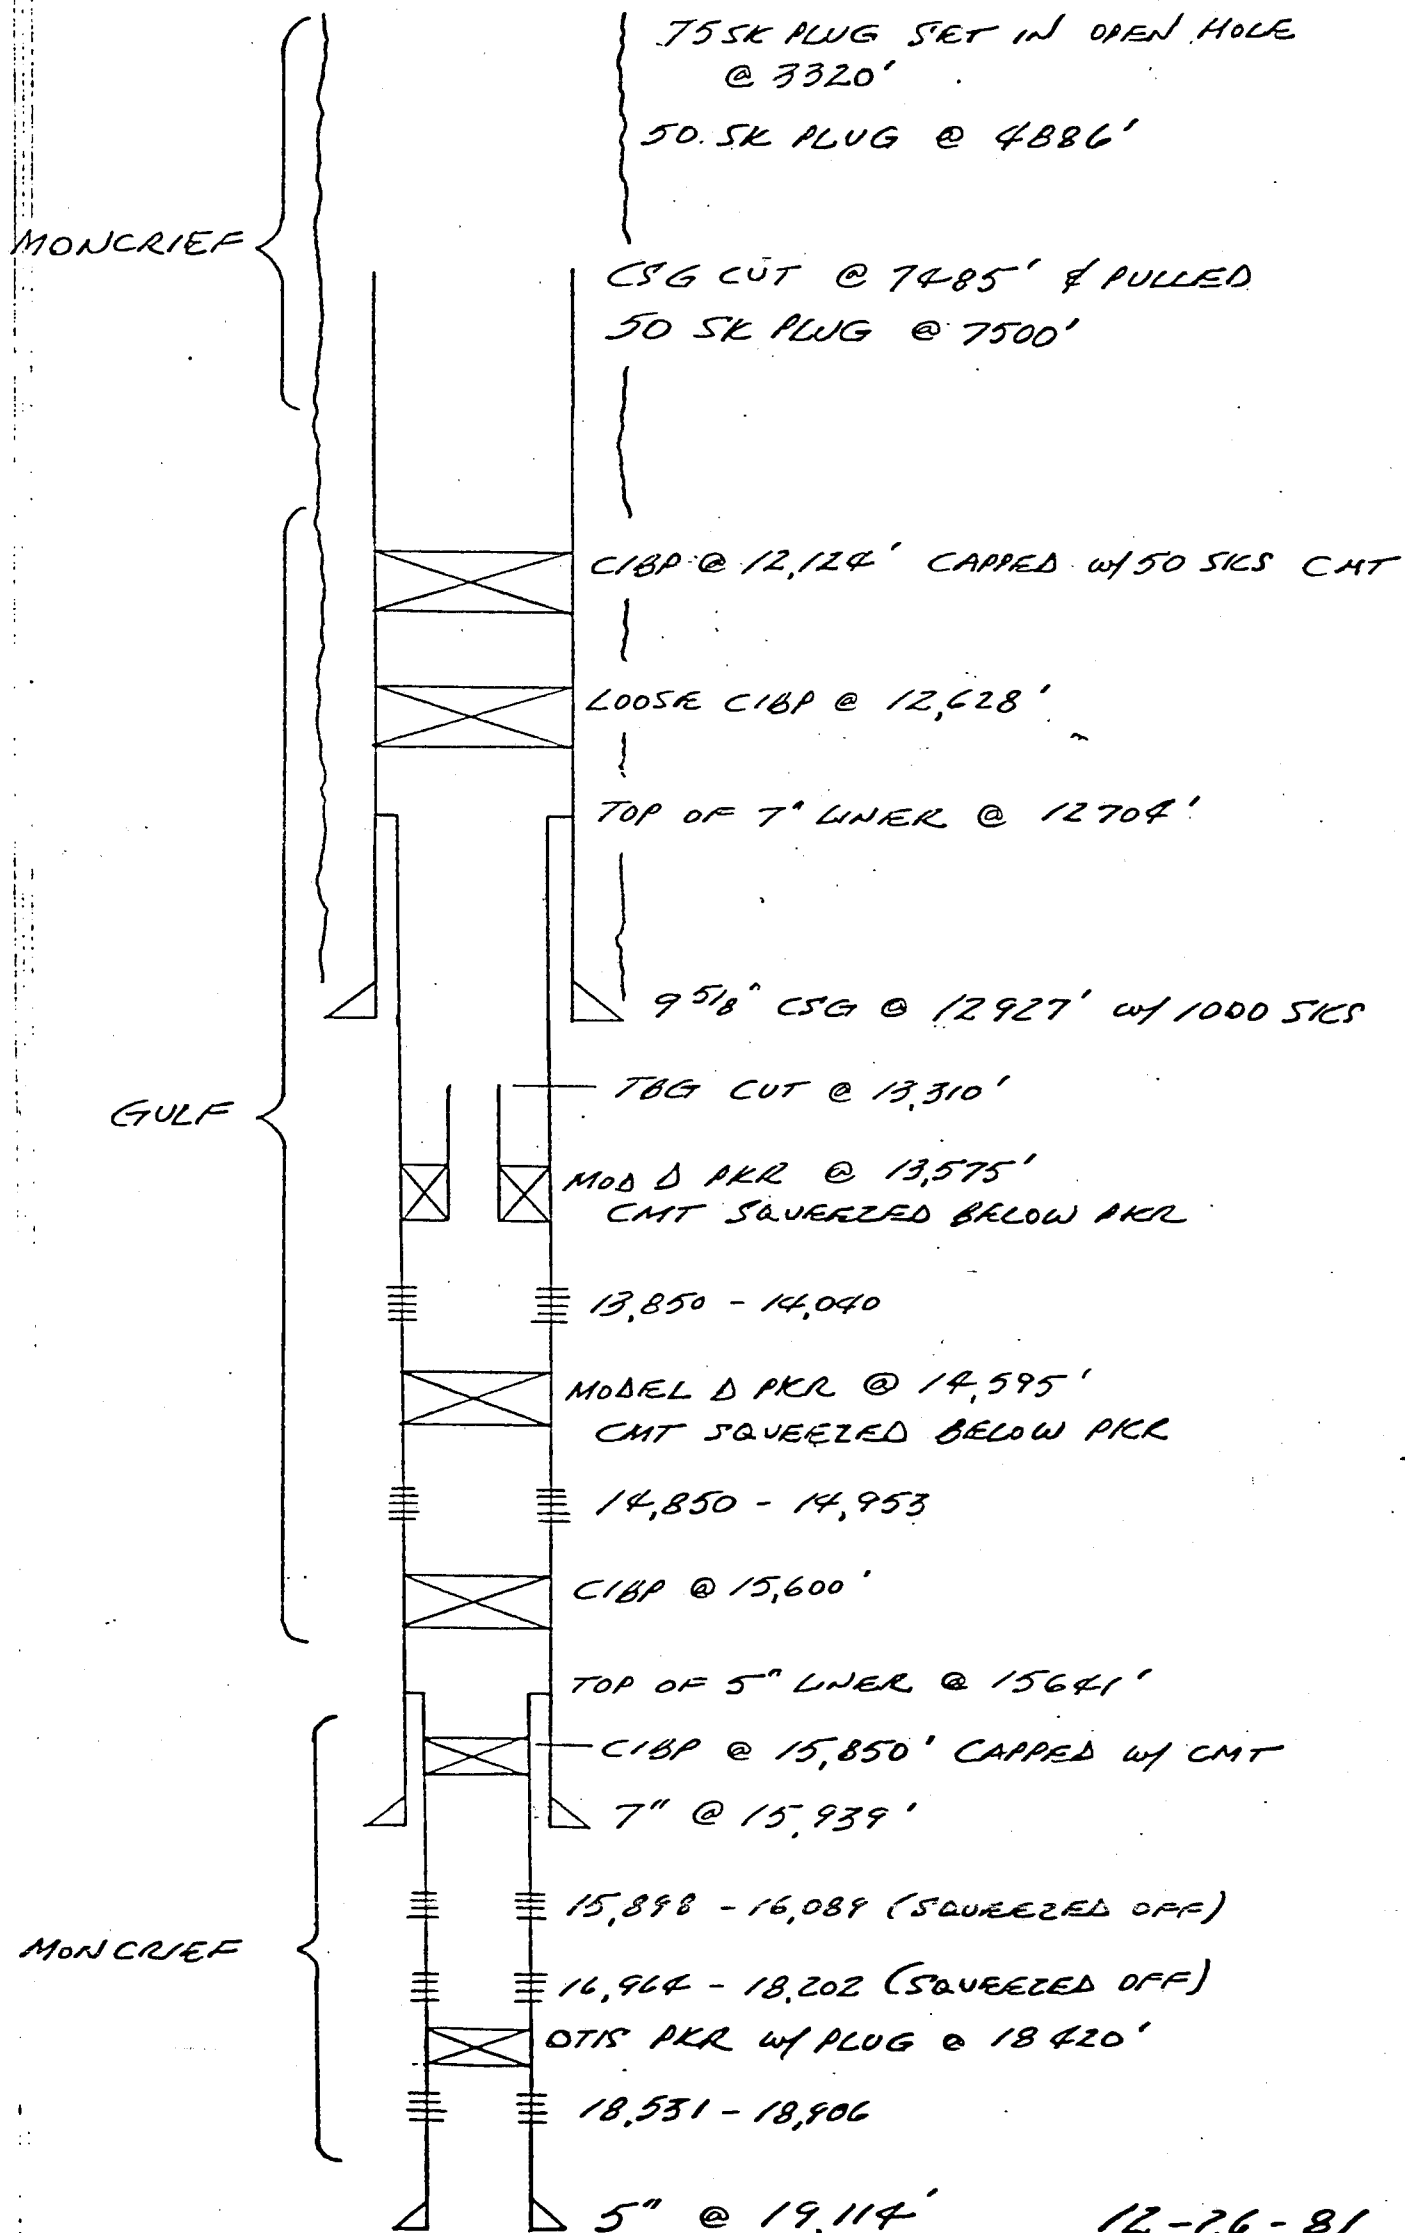 75 SK PLUG SET IN OPEN HOLE
@ 3320'
50 SK PLUG @ 4886'
MONCRIEF
CSG CUT @ 7485' & PULLED
50 SK PLUG @ 7500'
CIBP @ 12,124' CAPPED w/ 50 SKS CMT
LOOSE CIBP @ 12,628'
TOP OF 7" LINER @ 12704'
9 5/8" CSG @ 12927' w/ 1000 SKS
TBG CUT @ 13,310'
GULF
MOD D PKR @ 13,575'
CMT SQUEEZED BELOW PKR
13,850 - 14,040
MODEL D PKR @ 14,595'
CMT SQUEEZED BELOW PKR
14,850 - 14,953
CIBP @ 15,600'
TOP OF 5" LINER @ 15641'
CIBP @ 15,850' CAPPED w/ CMT
7" @ 15,939'
15,898 - 16,089 (SQUEEZED OFF)
MONCRIEF
16,964 - 18,202 (SQUEEZED OFF)
OTIS PKR w/ PLUG @ 18420'
18,531 - 18,906
5" @ 19,114'
12-26-81